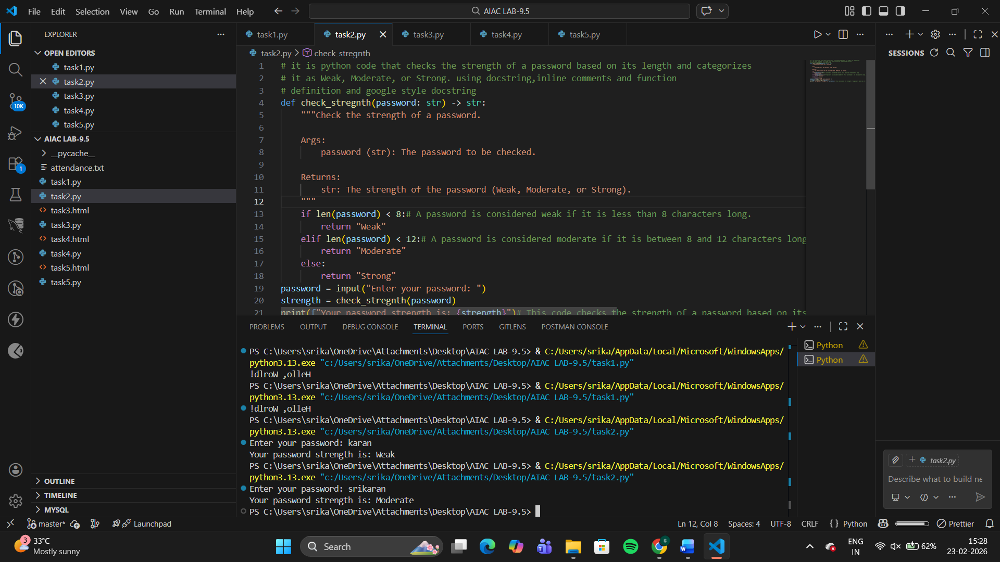 File Edit Selection View Go Run Terminal Help
AIAC LAB-9.5
EXPLORER
OPEN EDITORS
task1.py
task2.py
task3.py
task4.py
task5.py
AIAC LAB-9.5
__pycache__
attendance.txt
task1.py
task2.py
task3.html
task3.py
task4.html
task4.py
task5.html
task5.py
OUTLINE
TIMELINE
MYSQL
10K
1
task1.py task2.py task3.py task4.py task5.py
task2.py > check_stregnth
1 # it is python code that checks the strength of a password based on its length and categorizes
2 # it as Weak, Moderate, or Strong. using docstring,inline comments and function
3 # definition and google style docstring
4 def check_stregnth(password: str) -> str:
5 """Check the strength of a password.
6
7 Args:
8 password (str): The password to be checked.
9
10 Returns:
11 str: The strength of the password (Weak, Moderate, or Strong).
12 """
13 if len(password) < 8:# A password is considered weak if it is less than 8 characters long.
14 return "Weak"
15 elif len(password) < 12:# A password is considered moderate if it is between 8 and 12 characters long
16 return "Moderate"
17 else:
18 return "Strong"
19 password = input("Enter your password: ")
20 strength = check_stregnth(password)
21 print(f"Your password strength is: {strength}")# This code checks the strength of a password based on its
PROBLEMS OUTPUT DEBUG CONSOLE TERMINAL PORTS GITLENS POSTMAN CONSOLE
PS C:\Users\srika\OneDrive\Attachments\Desktop\AIAC LAB-9.5> & C:/Users/srika/AppData/Local/Microsoft/WindowsApps/
python3.13.exe "c:/Users/srika/OneDrive/Attachments/Desktop/AIAC LAB-9.5/task1.py"
!dlroW ,olleH
PS C:\Users\srika\OneDrive\Attachments\Desktop\AIAC LAB-9.5> & C:/Users/srika/AppData/Local/Microsoft/WindowsApps/
python3.13.exe "c:/Users/srika/OneDrive/Attachments/Desktop/AIAC LAB-9.5/task1.py"
!dlroW ,olleH
PS C:\Users\srika\OneDrive\Attachments\Desktop\AIAC LAB-9.5> & C:/Users/srika/AppData/Local/Microsoft/WindowsApps/
python3.13.exe "c:/Users/srika/OneDrive/Attachments/Desktop/AIAC LAB-9.5/task2.py"
Enter your password: karan
Your password strength is: Weak
PS C:\Users\srika\OneDrive\Attachments\Desktop\AIAC LAB-9.5> & C:/Users/srika/AppData/Local/Microsoft/WindowsApps/
python3.13.exe "c:/Users/srika/OneDrive/Attachments/Desktop/AIAC LAB-9.5/task2.py"
Enter your password: srikaran
Your password strength is: Moderate
PS C:\Users\srika\OneDrive\Attachments\Desktop\AIAC LAB-9.5>
Python
Python
SESSIONS
task2.py
Describe what to build ne
master* Launchpad Ln 12, Col 8 Spaces: 4 UTF-8 CRLF { } Python Prettier
3
33°C
Mostly sunny
Search
ENG
IN
62%
15:28
23-02-2026